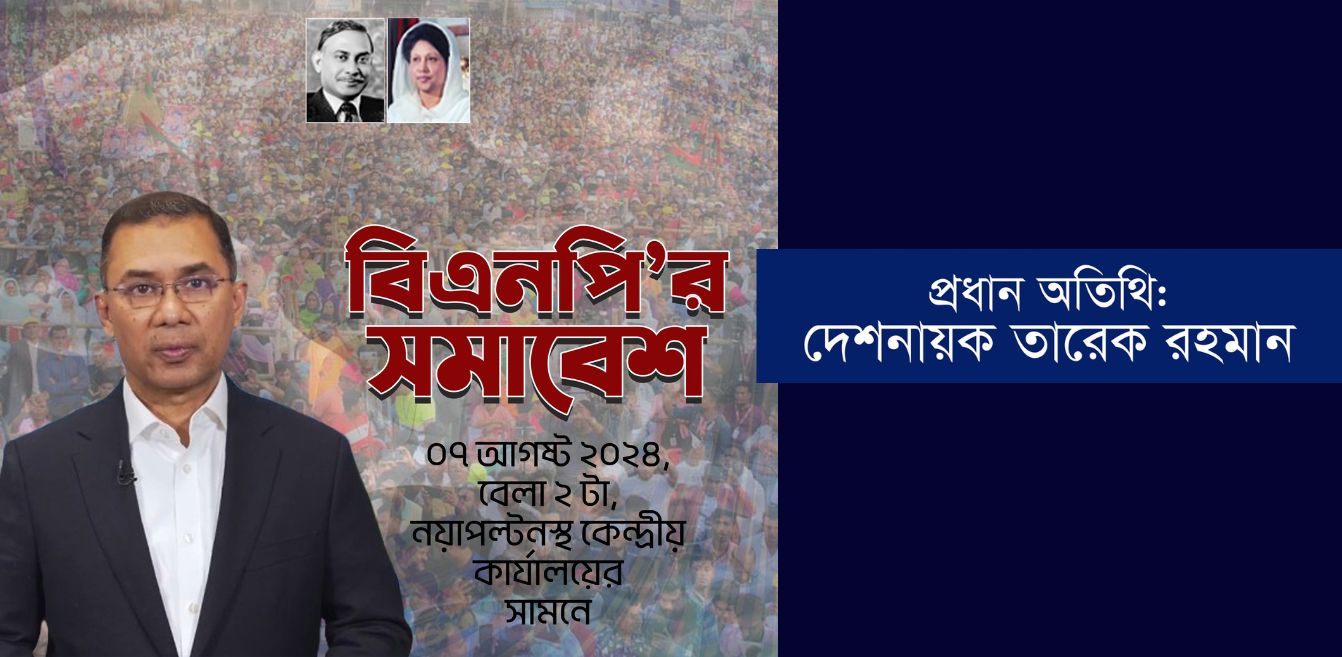 বিএনপি’র
সমাবেশ
০৭ আগষ্ট ২০২৪,
বেলা ২ টা,
নয়াপল্টনস্থ কেন্দ্রীয়
কার্যালয়ের
সামনে
প্রধান অতিথি:
দেশনায়ক তারেক রহমান